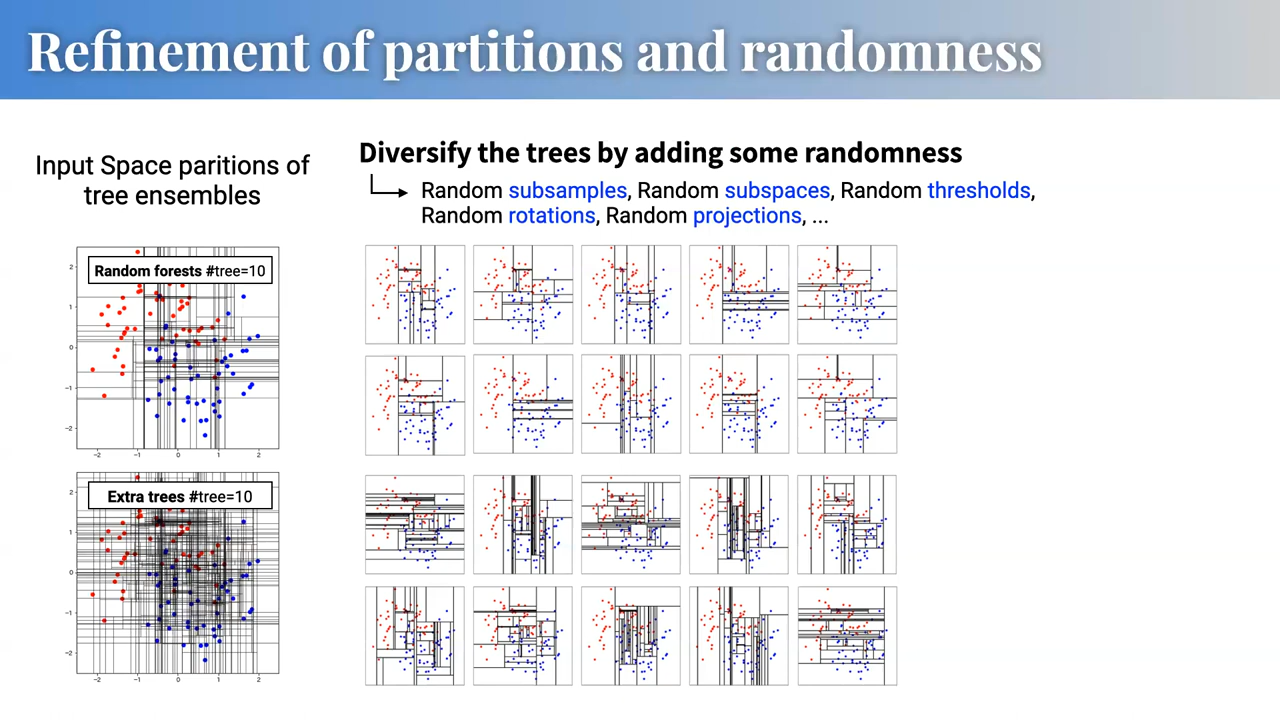 Refinement of partitions and randomness
Input Space paritions of
tree ensembles
Diversify the trees by adding some randomness
Random subsamples, Random subspaces, Random thresholds,
Random rotations, Random projections, ...
Random forests #tree=10
2
1
0
−1
−2
−2 −1 0 1 2
Extra trees #tree=10
2
1
0
−1
−2
−2 −1 0 1 2